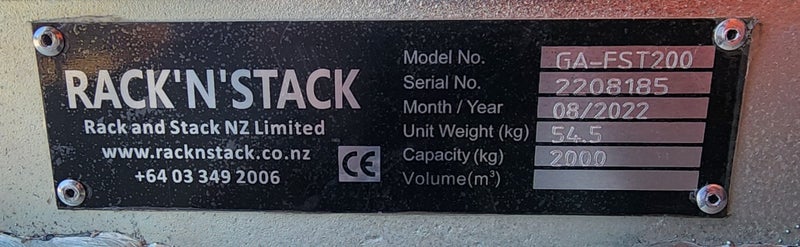 RACK'N'STACK
Rack and Stack NZ Limited
www.racknstack.co.nz
+64 03 349 2006
CE
Model No. GA-FST200
Serial No. 2208185
Month / Year 08/2022
Unit Weight (kg) 54.5
Capacity (kg) 2000
Volume(m³)